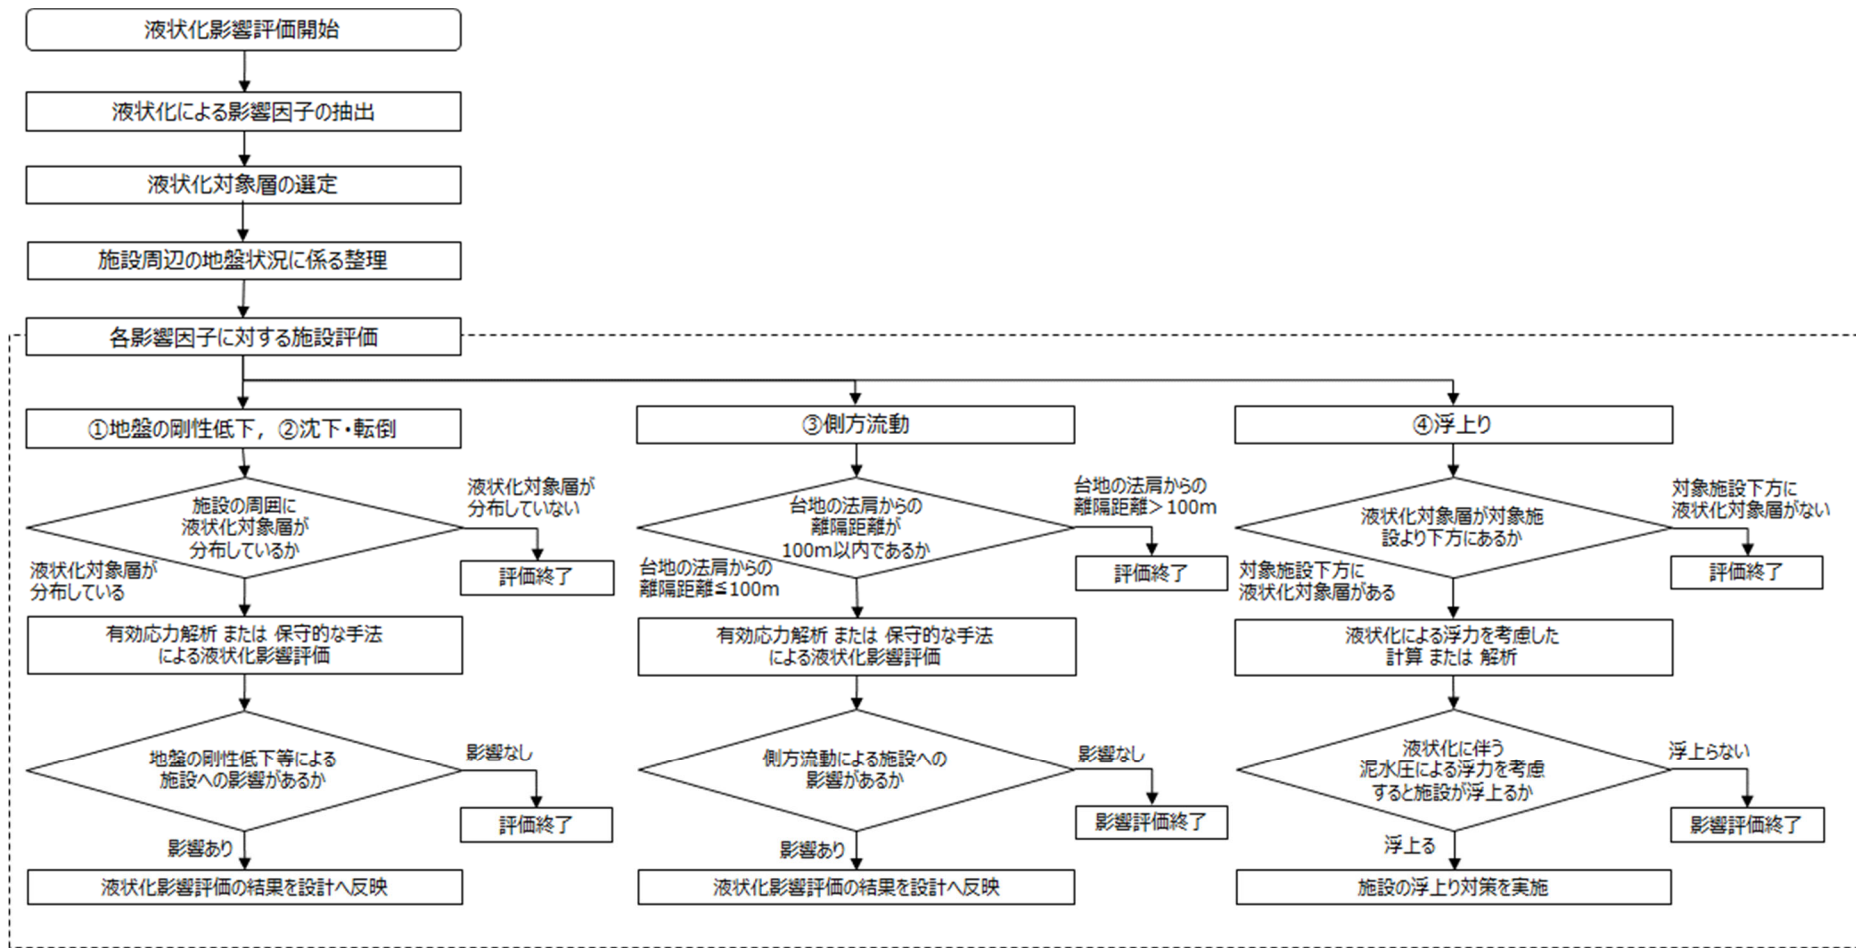 液状化影響評価開始
液状化による影響因子の抽出
液状化対象層の選定
施設周辺の地盤状況に係る整理
各影響因子に対する施設評価
①地盤の剛性低下，②沈下・転倒
施設の周囲に
液状化対象層が
分布しているか
液状化対象層が
分布していない
評価終了
液状化対象層が
分布している
有効応力解析 または 保守的な手法
による液状化影響評価
地盤の剛性低下等による
施設への影響があるか
影響なし
評価終了
影響あり
液状化影響評価の結果を設計へ反映
③側方流動
台地の法肩からの
離隔距離が
100m以内であるか
台地の法肩からの
離隔距離＞100m
評価終了
台地の法肩からの
離隔距離≦100m
有効応力解析 または 保守的な手法
による液状化影響評価
側方流動による施設への
影響があるか
影響なし
影響評価終了
影響あり
液状化影響評価の結果を設計へ反映
④浮上り
液状化対象層が対象施
設より下方にあるか
対象施設下方に
液状化対象層がない
評価終了
対象施設下方に
液状化対象層がある
液状化による浮力を考慮した
計算 または 解析
液状化に伴う
泥水圧による浮力を考慮
すると施設が浮上るか
浮上らない
影響評価終了
浮上る
施設の浮上り対策を実施